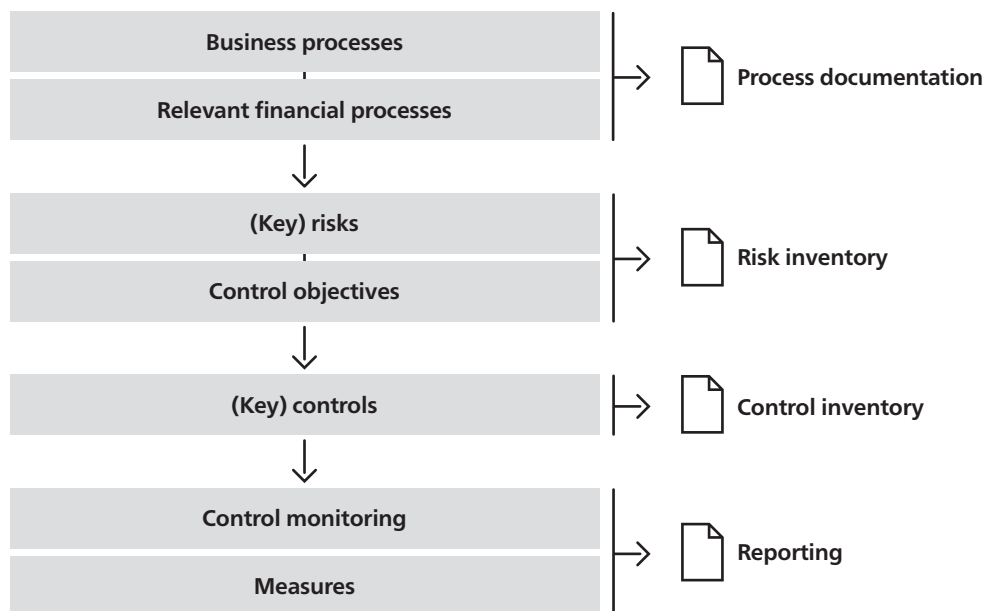 Business processes
Relevant financial processes
Process documentation
(Key) risks
Control objectives
Risk inventory
(Key) controls
Control inventory
Control monitoring
Measures
Reporting